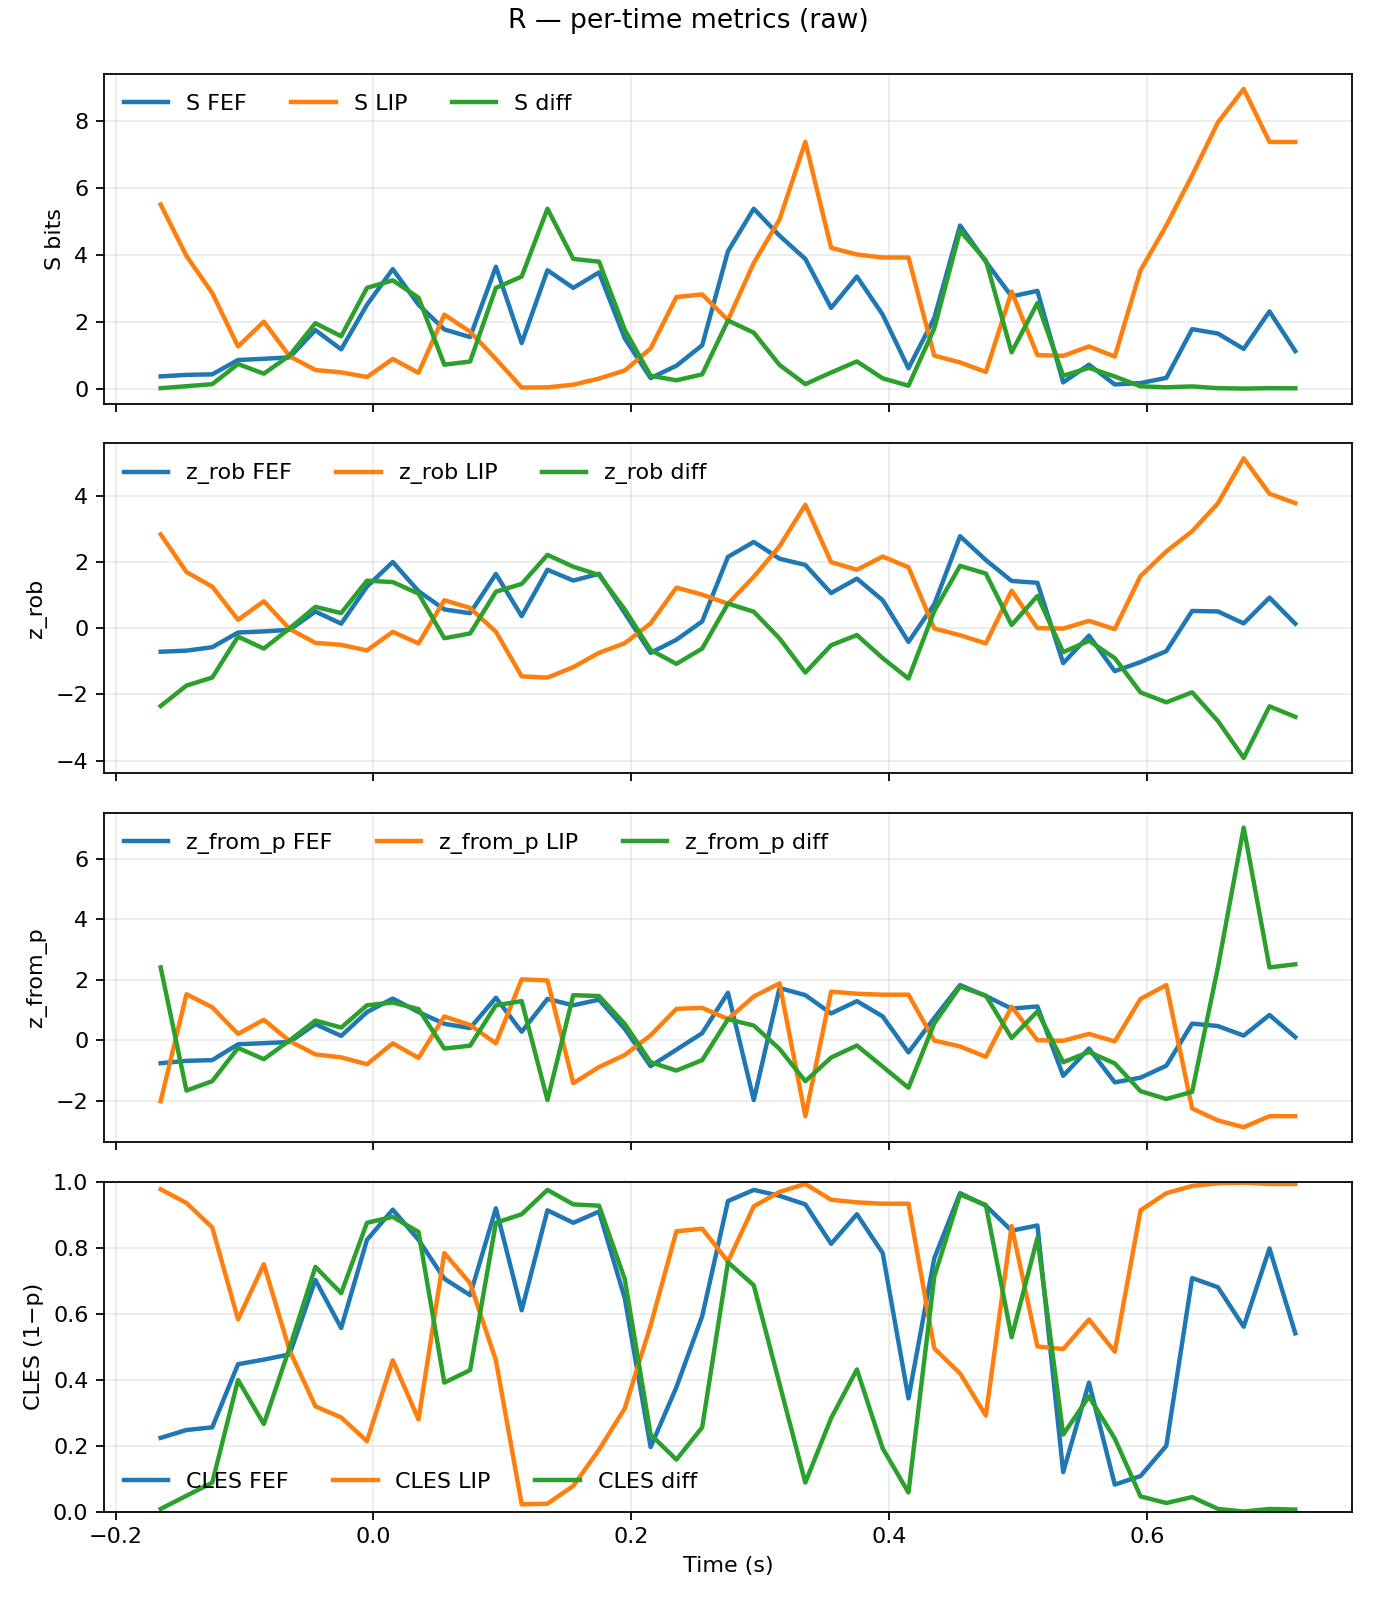 R — per-time metrics (raw)
S FEF S LIP S diff
S bits
8
6
4
2
0
z_rob FEF z_rob LIP z_rob diff
z_rob
4
2
0
−2
−4
z_from_p FEF z_from_p LIP z_from_p diff
z_from_p
6
4
2
0
−2
CLES (1−p)
1.0
0.8
0.6
0.4
0.2
0.0
CLES FEF CLES LIP CLES diff
−0.2 0.0 0.2 0.4 0.6
Time (s)